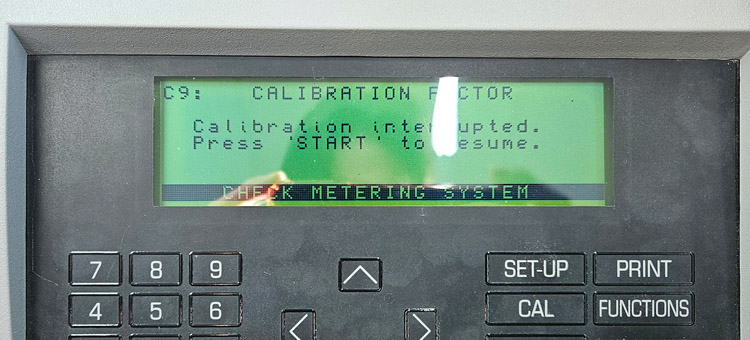 C9: CALIBRATION FACTOR
Calibration interrupted.
Press 'START' to resume.
CHECK METERING SYSTEM
7 8 9 SET-UP PRINT
4 5 6 CAL FUNCTIONS